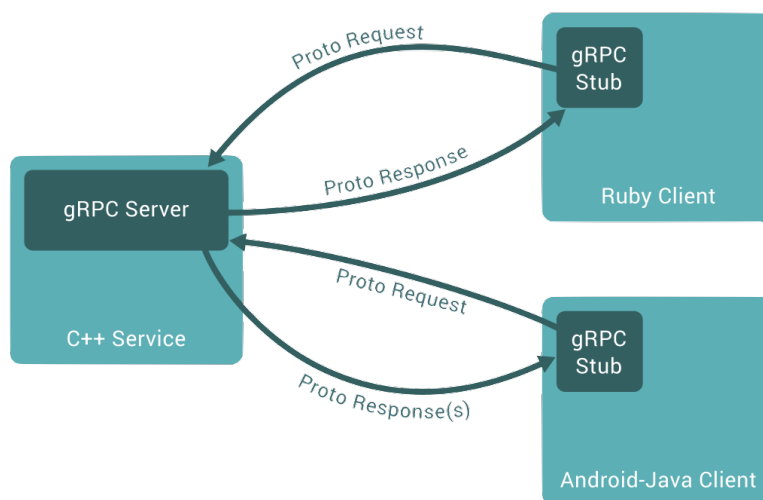 Proto Request
gRPC
Stub
Ruby Client
Proto Response
gRPC Server
C++ Service
Proto Request
gRPC
Stub
Proto Response(s)
Android-Java Client